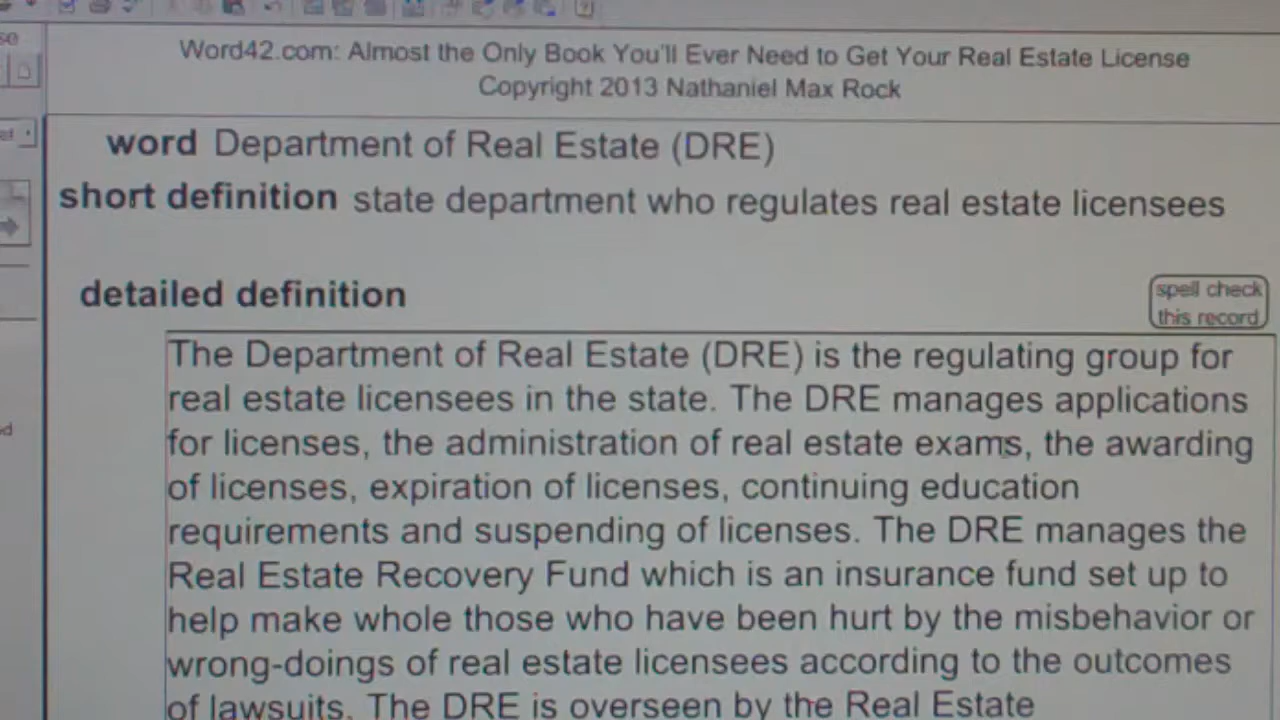 Word42.com: Almost the Only Book You'll Ever Need to Get Your Real Estate License
Copyright 2013 Nathaniel Max Rock
word Department of Real Estate (DRE)
short definition state department who regulates real estate licensees
detailed definition
spell check
this record
The Department of Real Estate (DRE) is the regulating group for
real estate licensees in the state. The DRE manages applications
for licenses, the administration of real estate exams, the awarding
of licenses, expiration of licenses, continuing education
requirements and suspending of licenses. The DRE manages the
Real Estate Recovery Fund which is an insurance fund set up to
help make whole those who have been hurt by the misbehavior or
wrong-doings of real estate licensees according to the outcomes
of lawsuits. The DRE is overseen by the Real Estate